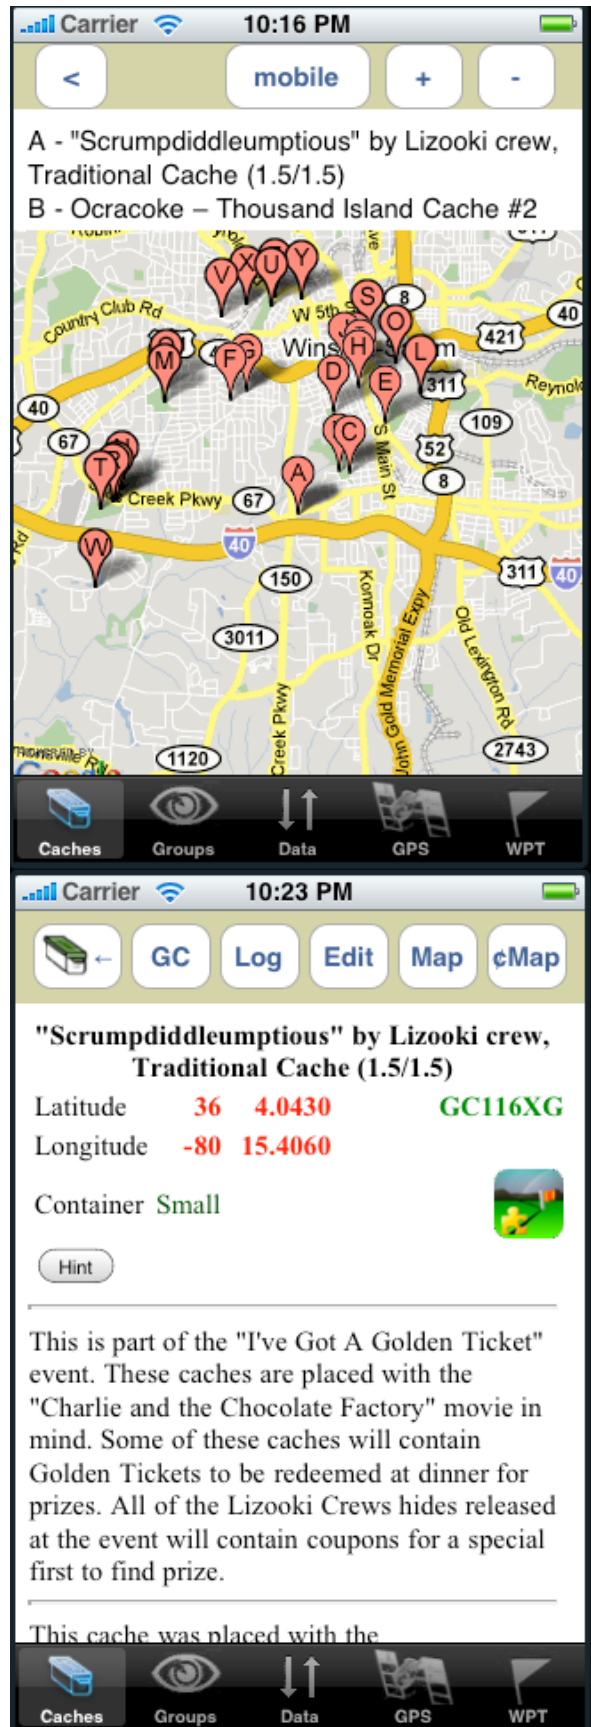 Carrier 10:16 PM
< mobile + -
A - "Scrumpdiddleumptious" by Lizooki crew,
Traditional Cache (1.5/1.5)
B - Ocracoke – Thousand Island Cache #2
V X U Y
S 8
Country Club Rd
W 5th S
40
O
421
H
L
M
F G
D
E
311
Reynol
40
109
67
C
S Main St
52
T
8
Creek Pkwy
67
A
W
40
Rd
150
311
40
3011
Konnoak Dr
John Gold Memorial Expy
Old Lexington Rd
Creek Pkwy
2743
1120
Caches Groups Data GPS WPT
Carrier 10:23 PM
← GC Log Edit Map ¢Map
"Scrumpdiddleumptious" by Lizooki crew,
Traditional Cache (1.5/1.5)
Latitude 36 4.0430 GC116XG
Longitude -80 15.4060
Container Small
Hint
This is part of the "I've Got A Golden Ticket"
event. These caches are placed with the
"Charlie and the Chocolate Factory" movie in
mind. Some of these caches will contain
Golden Tickets to be redeemed at dinner for
prizes. All of the Lizooki Crews hides released
at the event will contain coupons for a special
first to find prize.
This cache was placed with the
Caches Groups Data GPS WPT